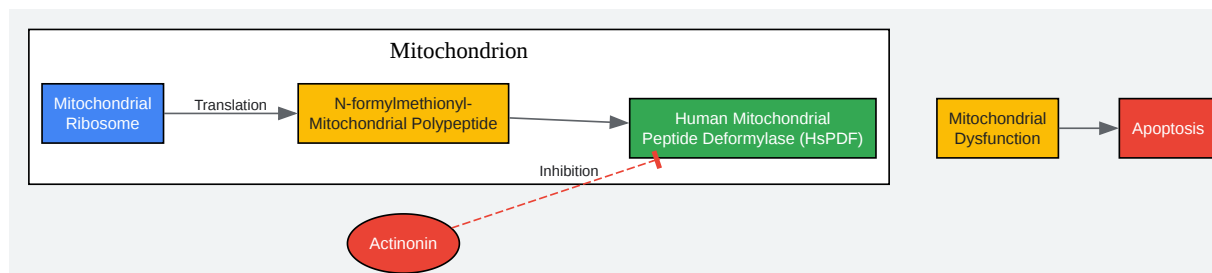 Mitochondrion
Mitochondrial
Ribosome
Translation
N-formylmethionyl-
Mitochondrial Polypeptide
Human Mitochondrial
Peptide Deformylase (HsPDF)
Mitochondrial
Dysfunction
Apoptosis
Inhibition
Actinonin